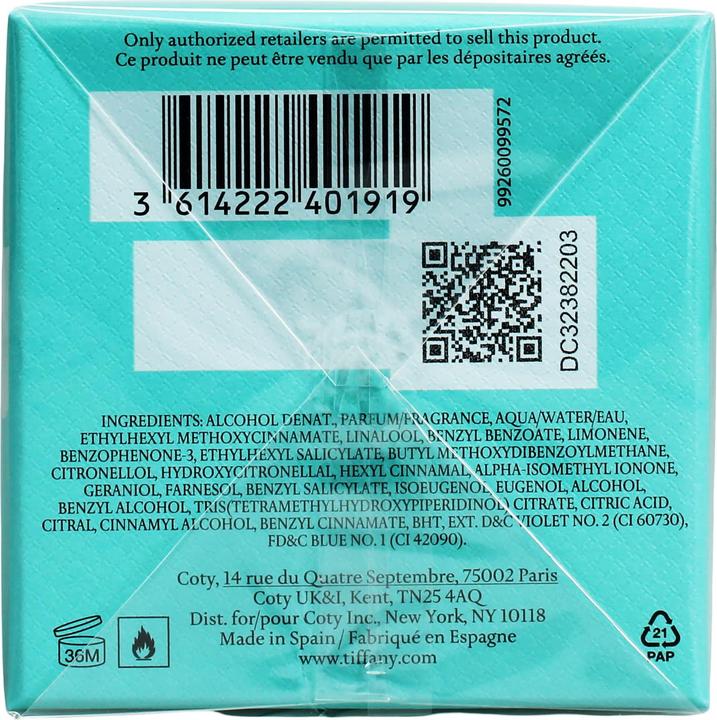 Only authorized retailers are permitted to sell this product.
Ce produit ne peut être vendu que par les dépositaires agréés.
99260099572
3 614222 401919
DC32382203
INGREDIENTS: ALCOHOL DENAT., PARFUM/FRAGRANCE, AQUA/WATER/EAU,
ETHYLHEXYL METHOXYCINNAMATE, LINALOOL, BENZYL BENZOATE, LIMONENE,
BENZOPHENONE-3, ETHYLHEXYL SALICYLATE, BUTYL METHOXYDIBENZOYLMETHANE,
CITRONELLOL, HYDROXYCITRONELLAL, HEXYL CINNAMAL, ALPHA-ISOMETHYL IONONE,
GERANIOL, FARNESOL, BENZYL SALICYLATE, ISOEUGENOL, EUGENOL, ALCOHOL,
BENZYL ALCOHOL, TRIS(TETRAMETHYLHYDROXYPIPERIDINOL) CITRATE, CITRIC ACID,
CITRAL, CINNAMYL ALCOHOL, BENZYL CINNAMATE, BHT, EXT. D&C VIOLET NO. 2 (CI 60730),
FD&C BLUE NO. 1 (CI 42090).
Coty, 14 rue du Quatre Septembre, 75002 Paris
Coty UK&I, Kent, TN25 4AQ
Dist. for/pour Coty Inc., New York, NY 10118
Made in Spain / Fabriqué en Espagne
www.tiffany.com
36M
21
PAP